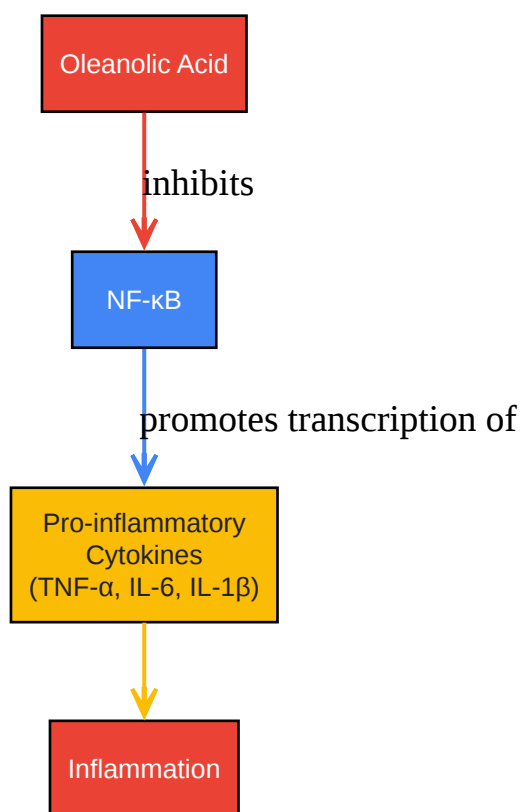 Oleanolic Acid
inhibits
NF-κB
promotes transcription of
Pro-inflammatory
Cytokines
(TNF-α, IL-6, IL-1β)
Inflammation